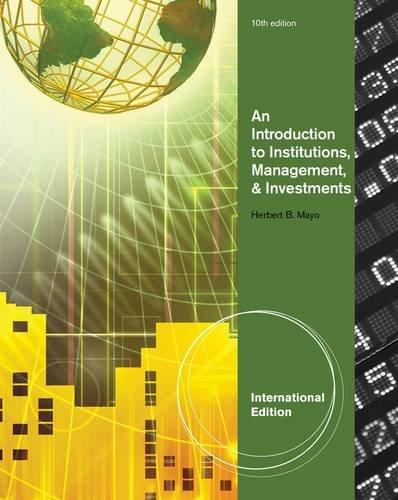 10th edition
An
Introduction
to Institutions,
Management,
& Investments
Herbert B. Mayo
International
Edition